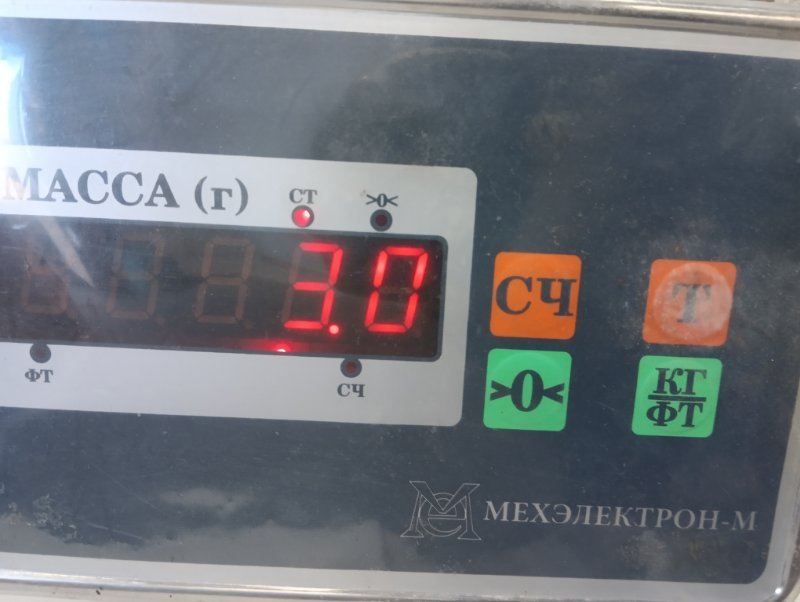 МАССА (г)
СТ
>0<
3.0
ФТ
СЧ
СЧ
Т
>0<
КГ
ФТ
МЕХЭЛЕКТРОН-М